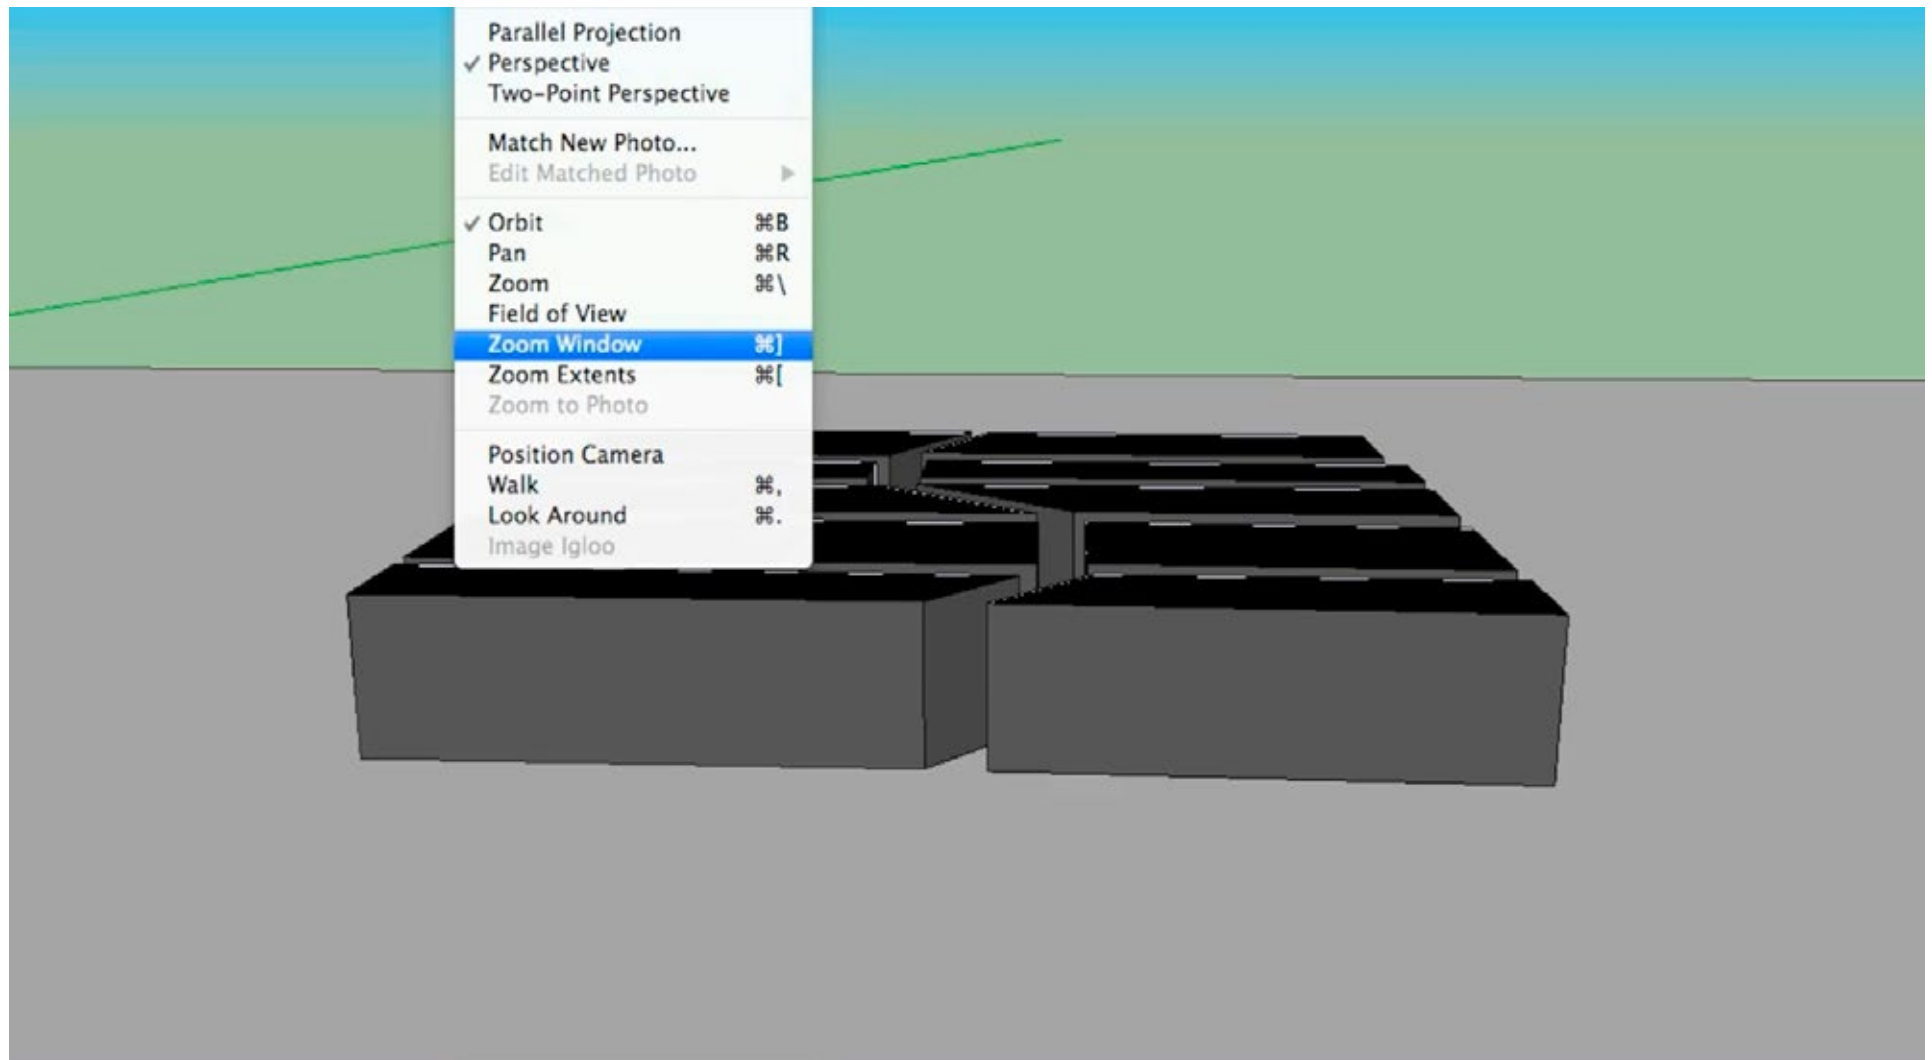 Parallel Projection
✓ Perspective
Two-Point Perspective
Match New Photo...
Edit Matched Photo ▶
✓ Orbit ⌘B
Pan ⌘R
Zoom ⌘\
Field of View
Zoom Window ⌘]
Zoom Extents ⌘[
Zoom to Photo
Position Camera
Walk ⌘,
Look Around ⌘.
Image Igloo